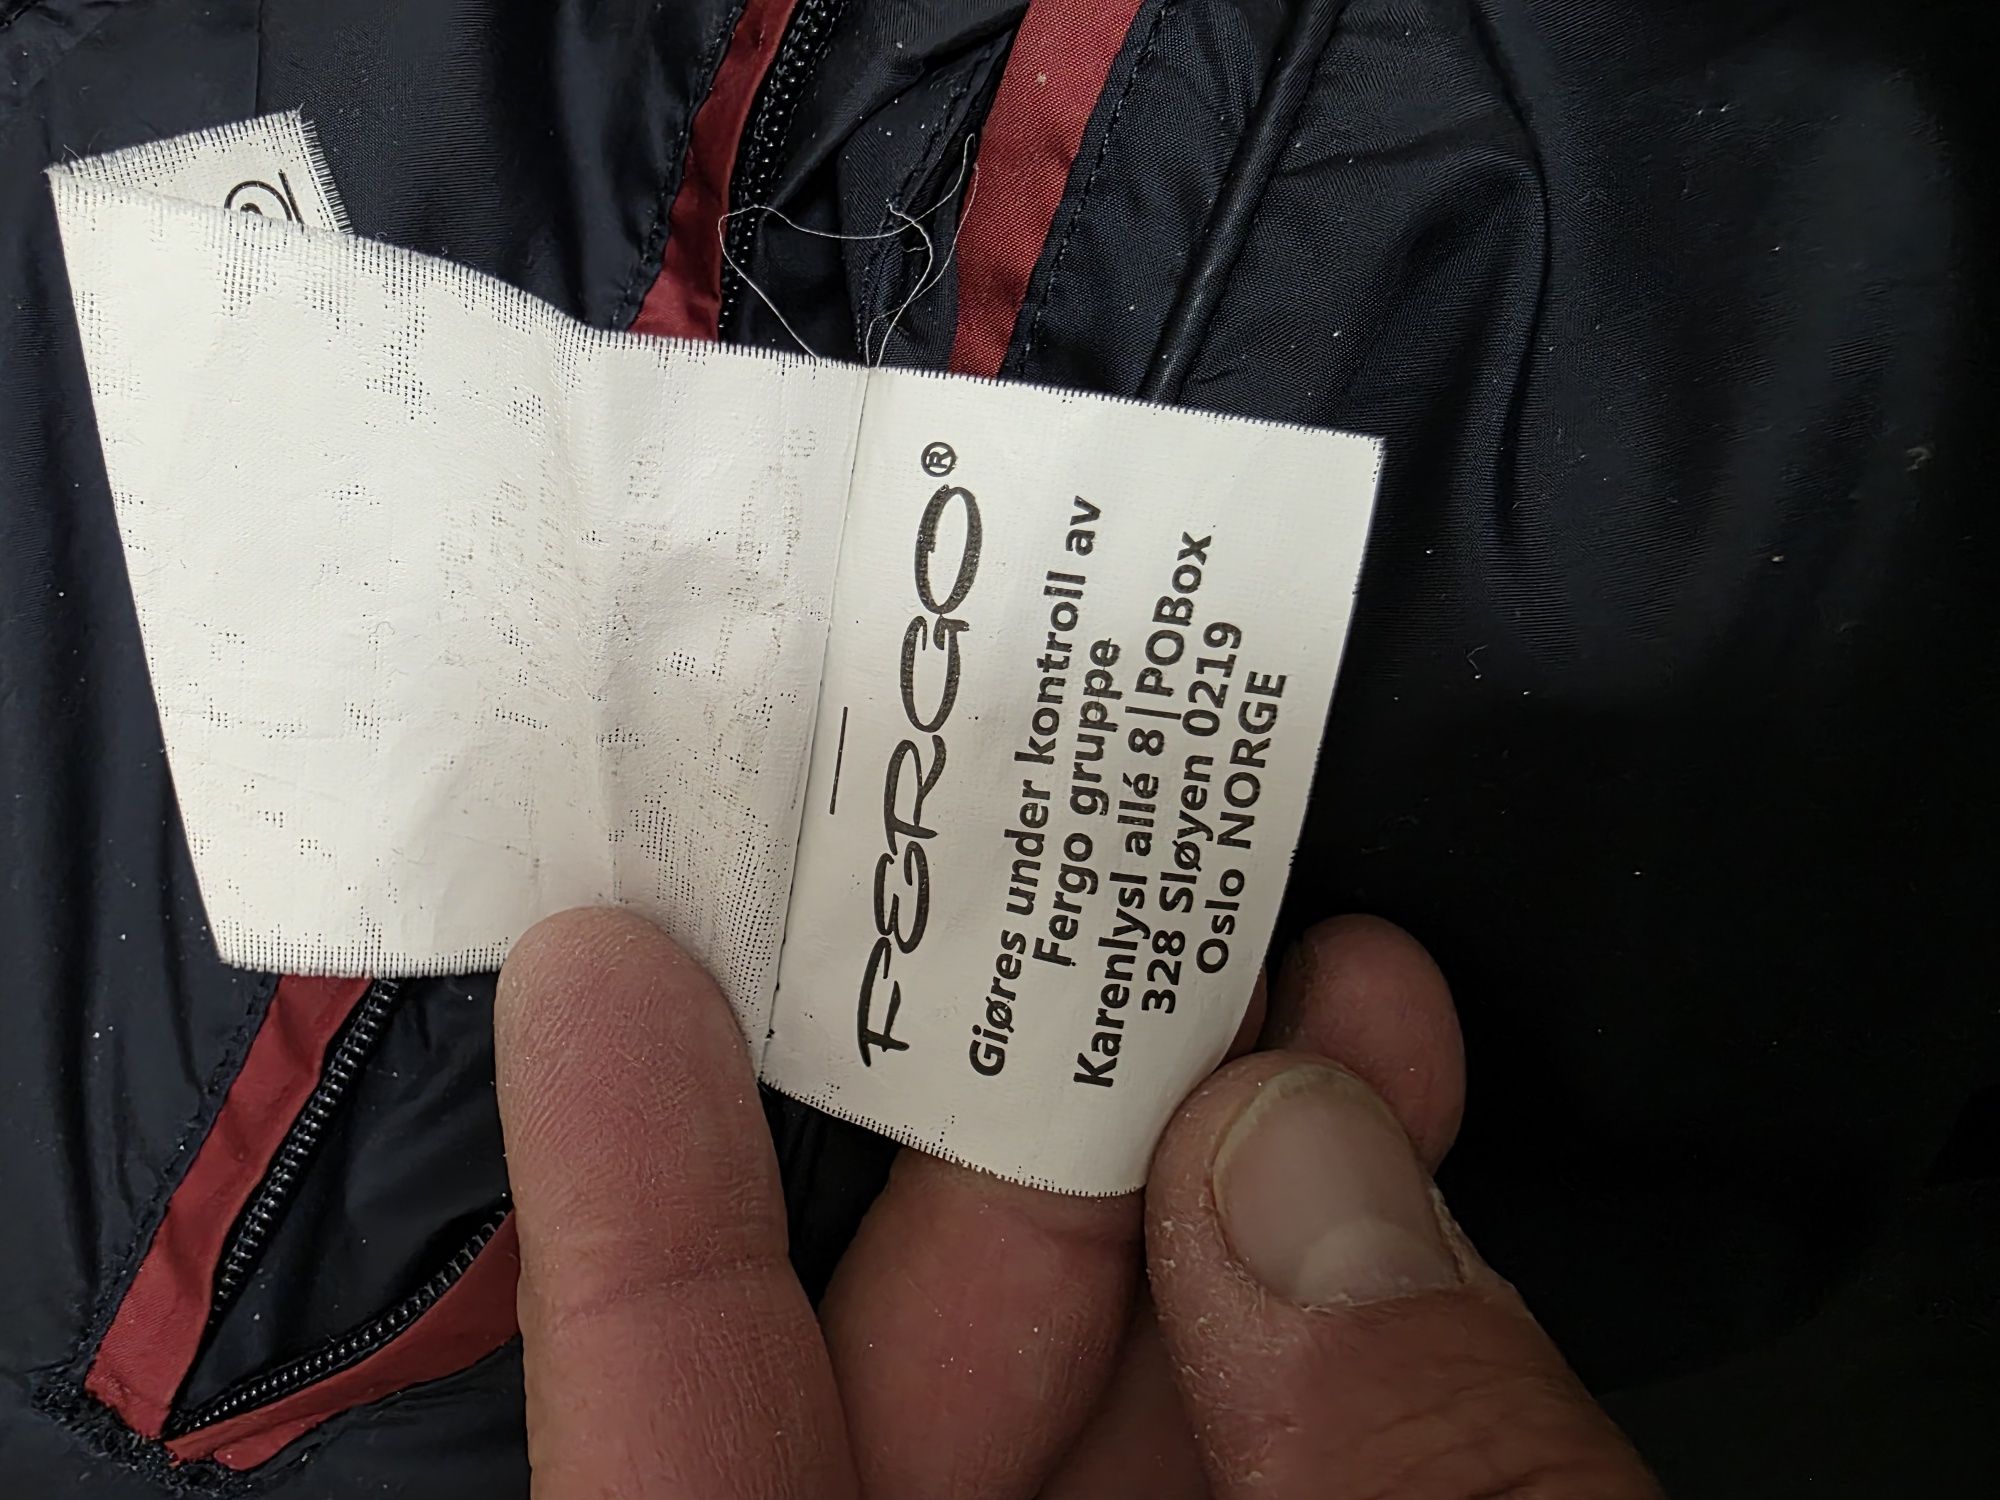 FERGO®
Giøres under kontroll av
Fergo gruppe
Karenlysl allé 8|POBox
328 Sløyen 0219
Oslo NORGE